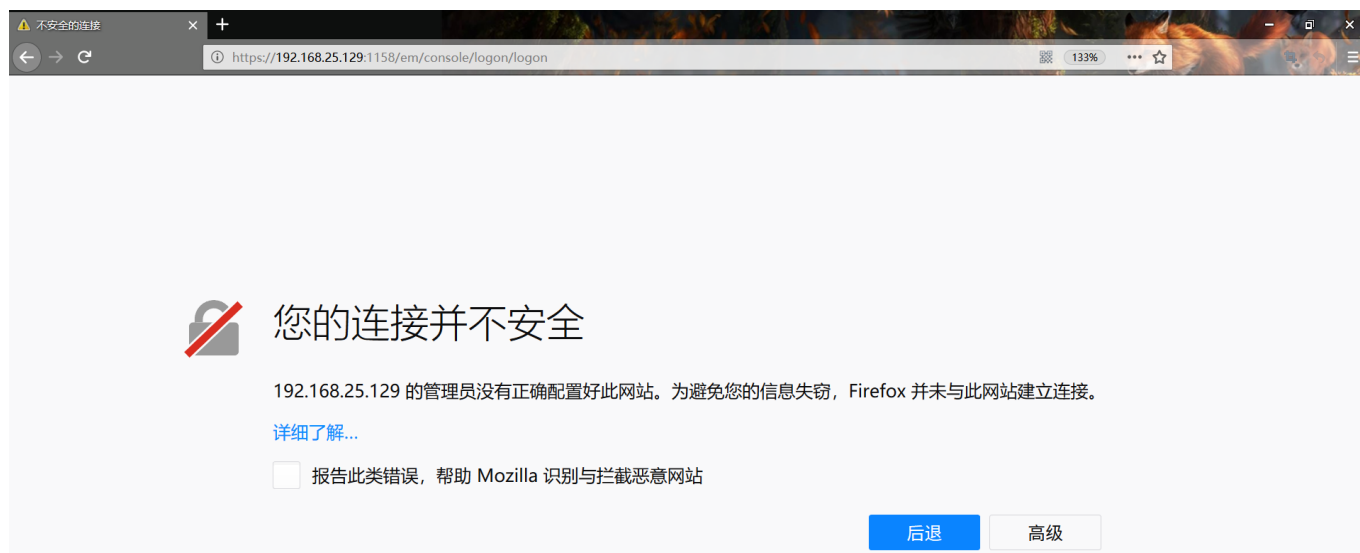 不安全的连接
https://192.168.25.129:1158/em/console/logon/logon
133%
您的连接并不安全
192.168.25.129 的管理员没有正确配置好此网站。为避免您的信息失窃，Firefox 并未与此网站建立连接。
详细了解...
报告此类错误，帮助 Mozilla 识别与拦截恶意网站
后退 高级